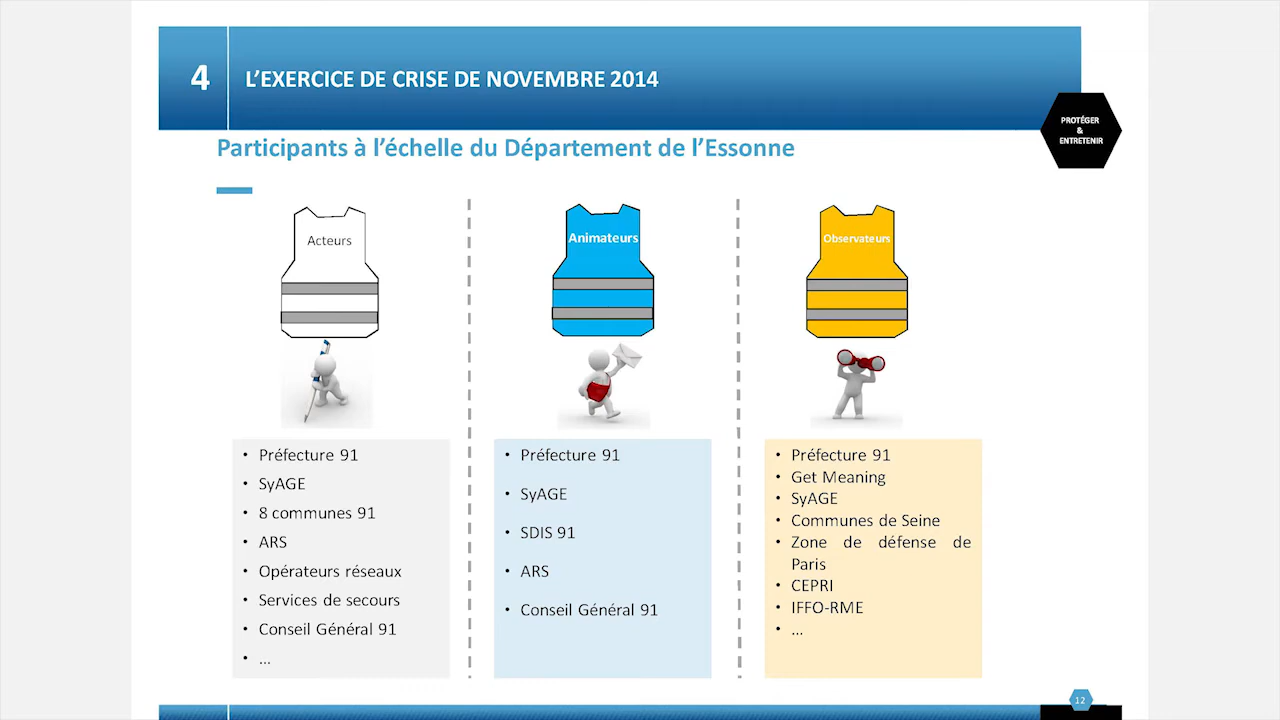 4
L'EXERCICE DE CRISE DE NOVEMBRE 2014
PROTÉGER
&
ENTRETENIR
Participants à l'échelle du Département de l'Essonne
Acteurs
• Préfecture 91
• SyAGE
• 8 communes 91
• ARS
• Opérateurs réseaux
• Services de secours
• Conseil Général 91
• ...
Animateurs
• Préfecture 91
• SyAGE
• SDIS 91
• ARS
• Conseil Général 91
Observateurs
• Préfecture 91
• Get Meaning
• SyAGE
• Communes de Seine
• Zone de défense de
Paris
• CEPRI
• IFFO-RME
• ...
12